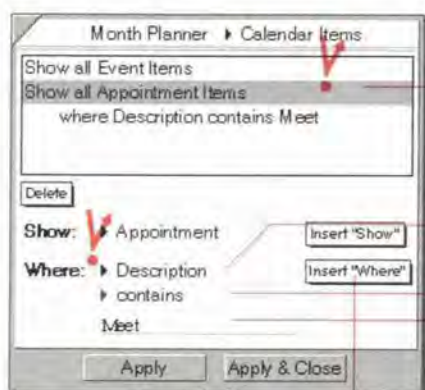 Month Planner ▸ Calendar Items
Show all Event Items
Show all Appointment Items
where Description contains Meet
Delete
Show: ▸ Appointment Insert "Show"
Where: ▸ Description Insert "Where"
▸ contains
Meet
Apply Apply & Close